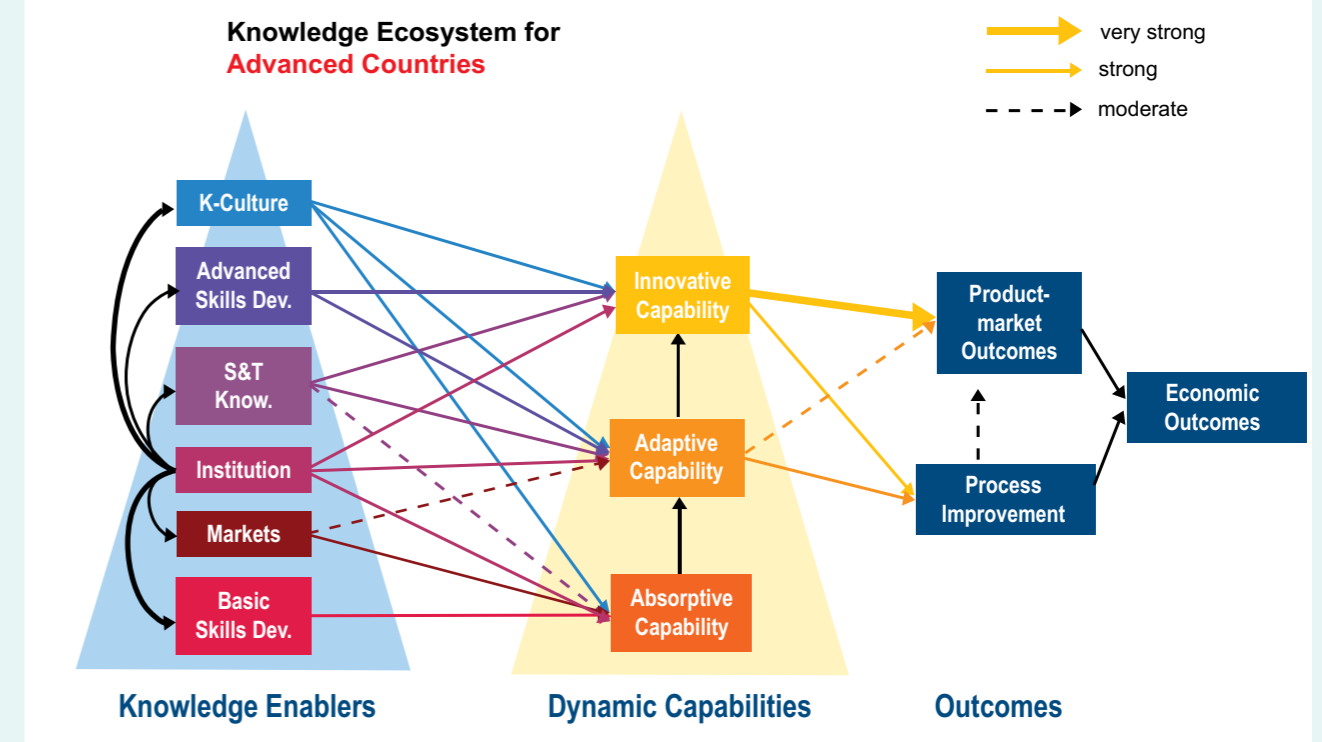 Knowledge Ecosystem for
Advanced Countries
very strong
strong
moderate
K-Culture
Advanced
Skills Dev.
S&T
Know.
Institution
Markets
Basic
Skills Dev.
Innovative
Capability
Adaptive
Capability
Absorptive
Capability
Product-
market
Outcomes
Process
Improvement
Economic
Outcomes
Knowledge Enablers
Dynamic Capabilities
Outcomes